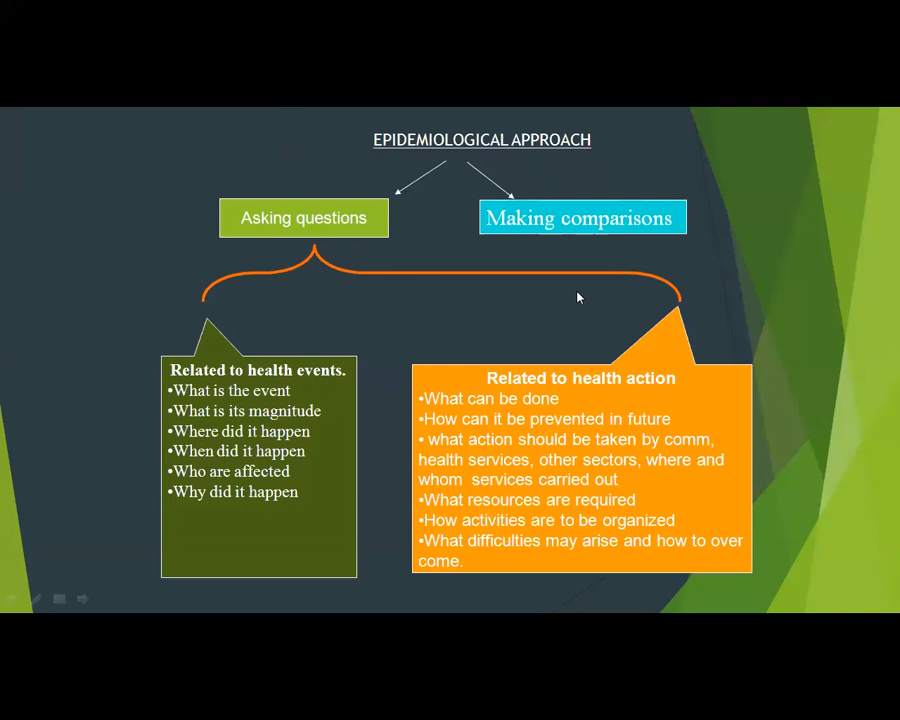 EPIDEMIOLOGICAL APPROACH
Asking questions
Making comparisons
Related to health events.
•What is the event
•What is its magnitude
•Where did it happen
•When did it happen
•Who are affected
•Why did it happen
Related to health action
•What can be done
•How can it be prevented in future
• what action should be taken by comm,
health services, other sectors, where and
whom services carried out
•What resources are required
•How activities are to be organized
•What difficulties may arise and how to over
come.